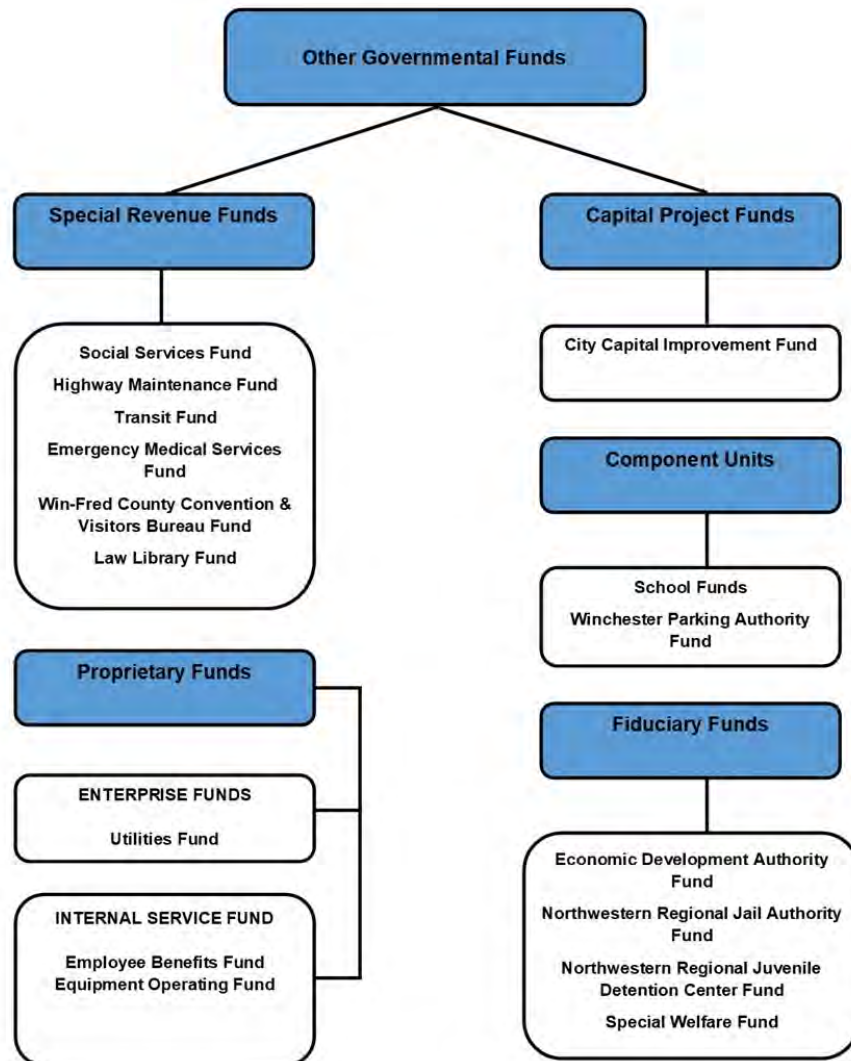 Other Governmental Funds
Special Revenue Funds
Capital Project Funds
Social Services Fund
Highway Maintenance Fund
Transit Fund
Emergency Medical Services
Fund
Win-Fred County Convention &
Visitors Bureau Fund
Law Library Fund
City Capital Improvement Fund
Component Units
School Funds
Winchester Parking Authority
Fund
Proprietary Funds
ENTERPRISE FUNDS
Utilities Fund
INTERNAL SERVICE FUND
Employee Benefits Fund
Equipment Operating Fund
Fiduciary Funds
Economic Development Authority
Fund
Northwestern Regional Jail Authority
Fund
Northwestern Regional Juvenile
Detention Center Fund
Special Welfare Fund